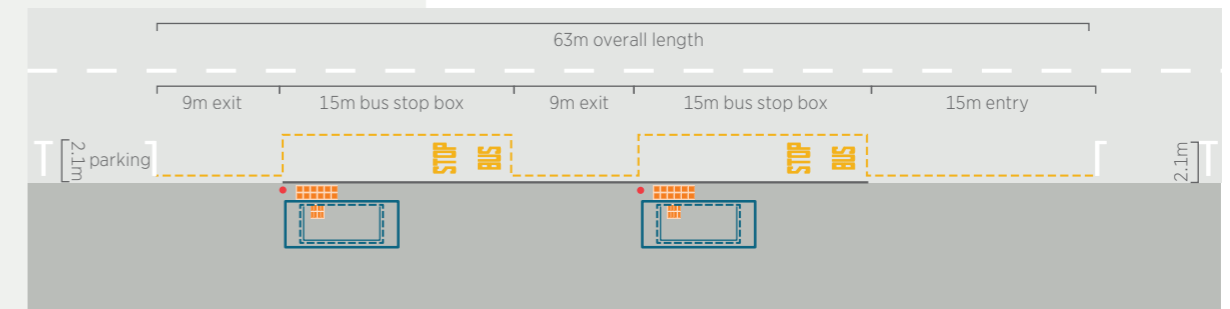 63m overall length
9m exit
15m bus stop box
9m exit
15m bus stop box
15m entry
2.1m
parking
STOP
BUS
STOP
BUS
2.1m